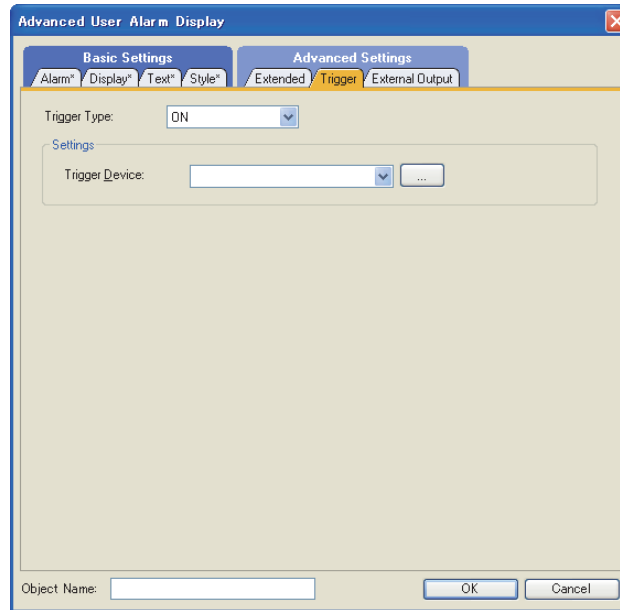 Advanced User Alarm Display
Basic Settings
Advanced Settings
Alarm* Display* Text* Style* Extended Trigger External Output
Trigger Type: ON
Settings
Trigger Device: ...
Object Name: OK Cancel